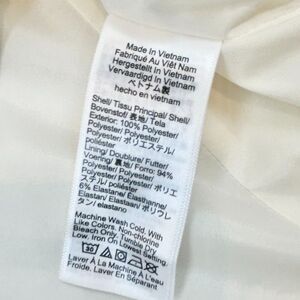 Made In Vietnam
Fabriqué Au Viêt Nam
Hergestellt In Vietnam
Vervaardigd In Vietnam
ベトナム製
hecho en vietnam
Shell/Tissu Principal/Shell/
Bovenstof/表地/Tela
Exterior: 100% Polyester/
Polyester/Polyester/
Polyester/ポリエステル/
poliéster
Lining/Doublure/Futter/
Voering/裏地/Forro: 94%
Polyester/Polyester/
Polyester/Polyester/ポリエ
ステル/poliéster
6% Elastane/Élasthanne/
Elastan/Elastaan/ポリウレ
タン/elastano
Machine Wash Cold. With
Like Colors. Non-chlorine
Bleach Only. Tumble Dry
Low. Iron On Lowest Setting.
30
Laver À La Machine À L'eau
Froide. Laver En Séparant